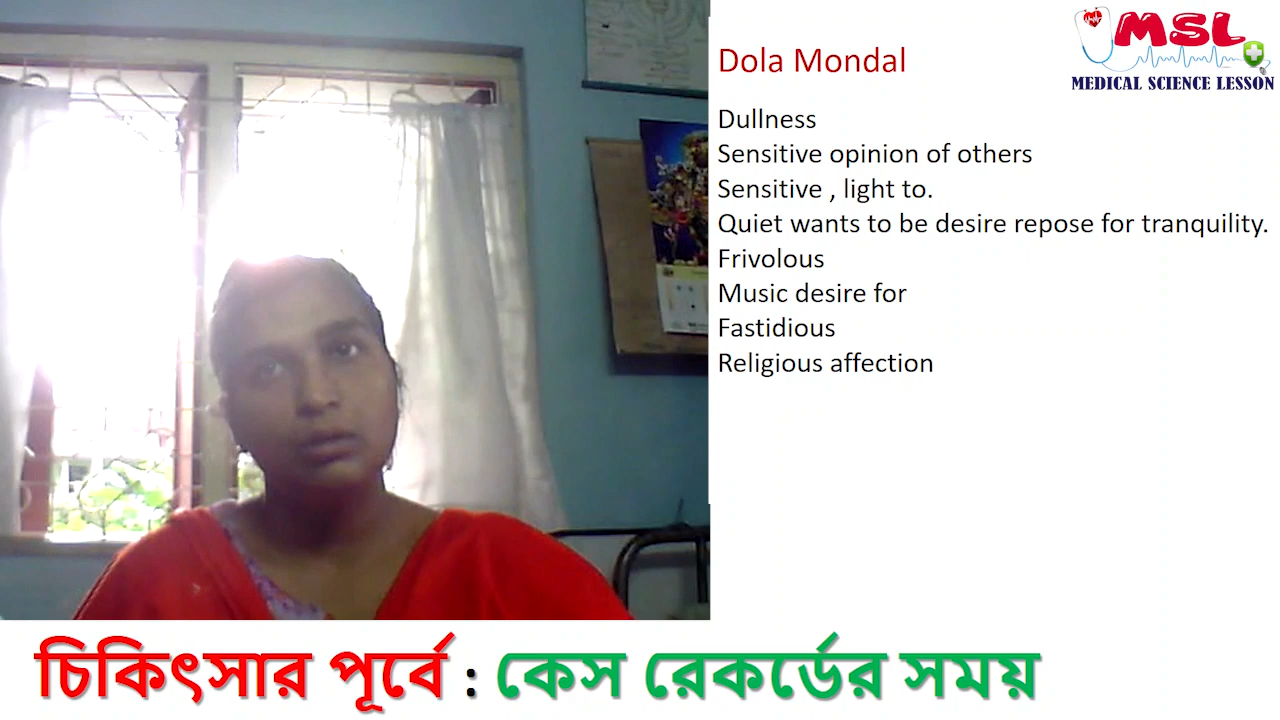 MSL
MEDICAL SCIENCE LESSON
Dola Mondal
Dullness
Sensitive opinion of others
Sensitive , light to.
Quiet wants to be desire repose for tranquility.
Frivolous
Music desire for
Fastidious
Religious affection
চিকিৎসার পূর্বে : কেস রেকর্ডের সময়